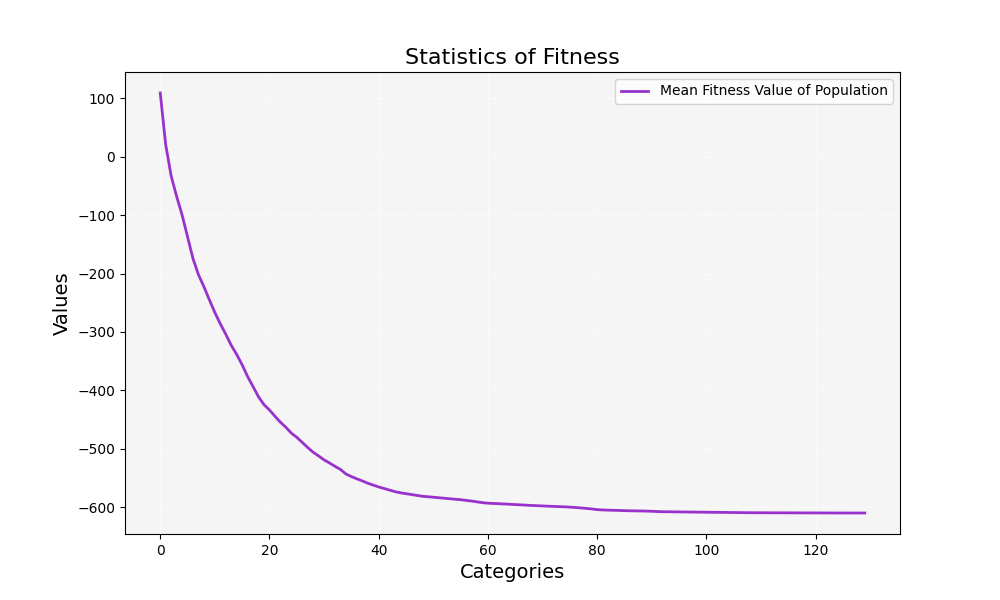 Statistics of Fitness
Mean Fitness Value of Population
Values
100
0
−100
−200
−300
−400
−500
−600
0 20 40 60 80 100 120
Categories